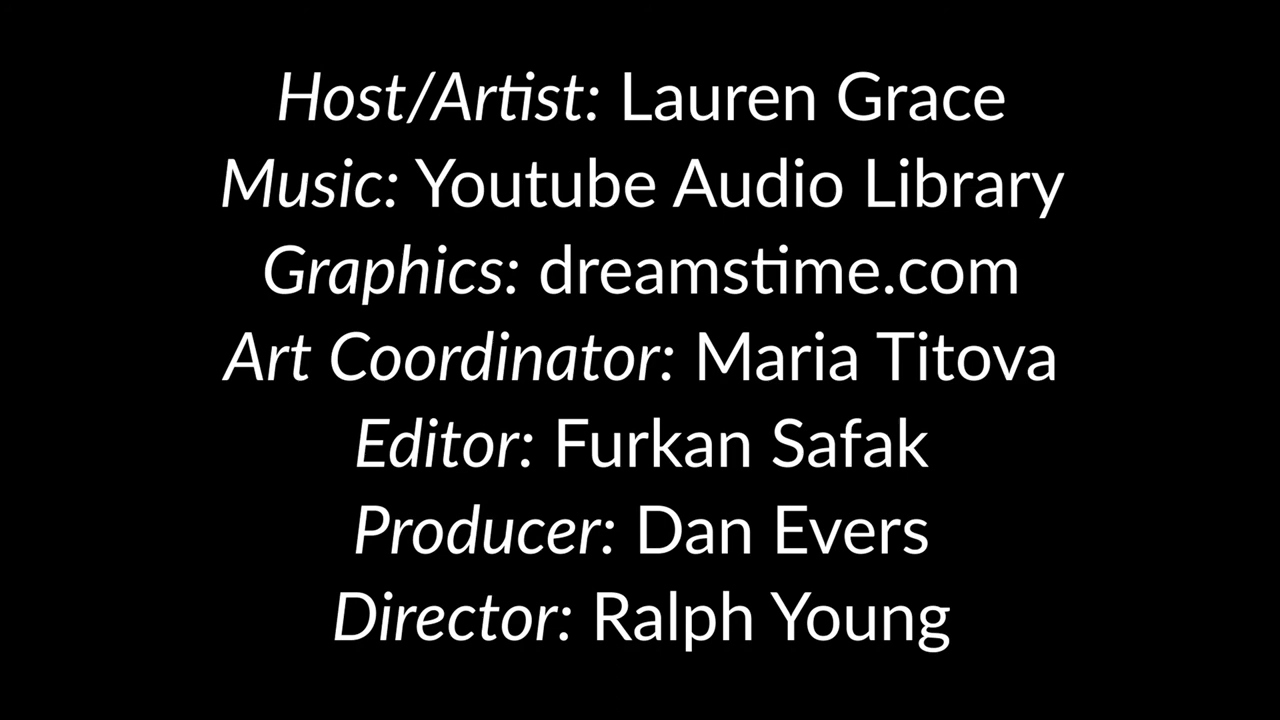 Host/Artist: Lauren Grace
Music: Youtube Audio Library
Graphics: dreamstime.com
Art Coordinator: Maria Titova
Editor: Furkan Safak
Producer: Dan Evers
Director: Ralph Young